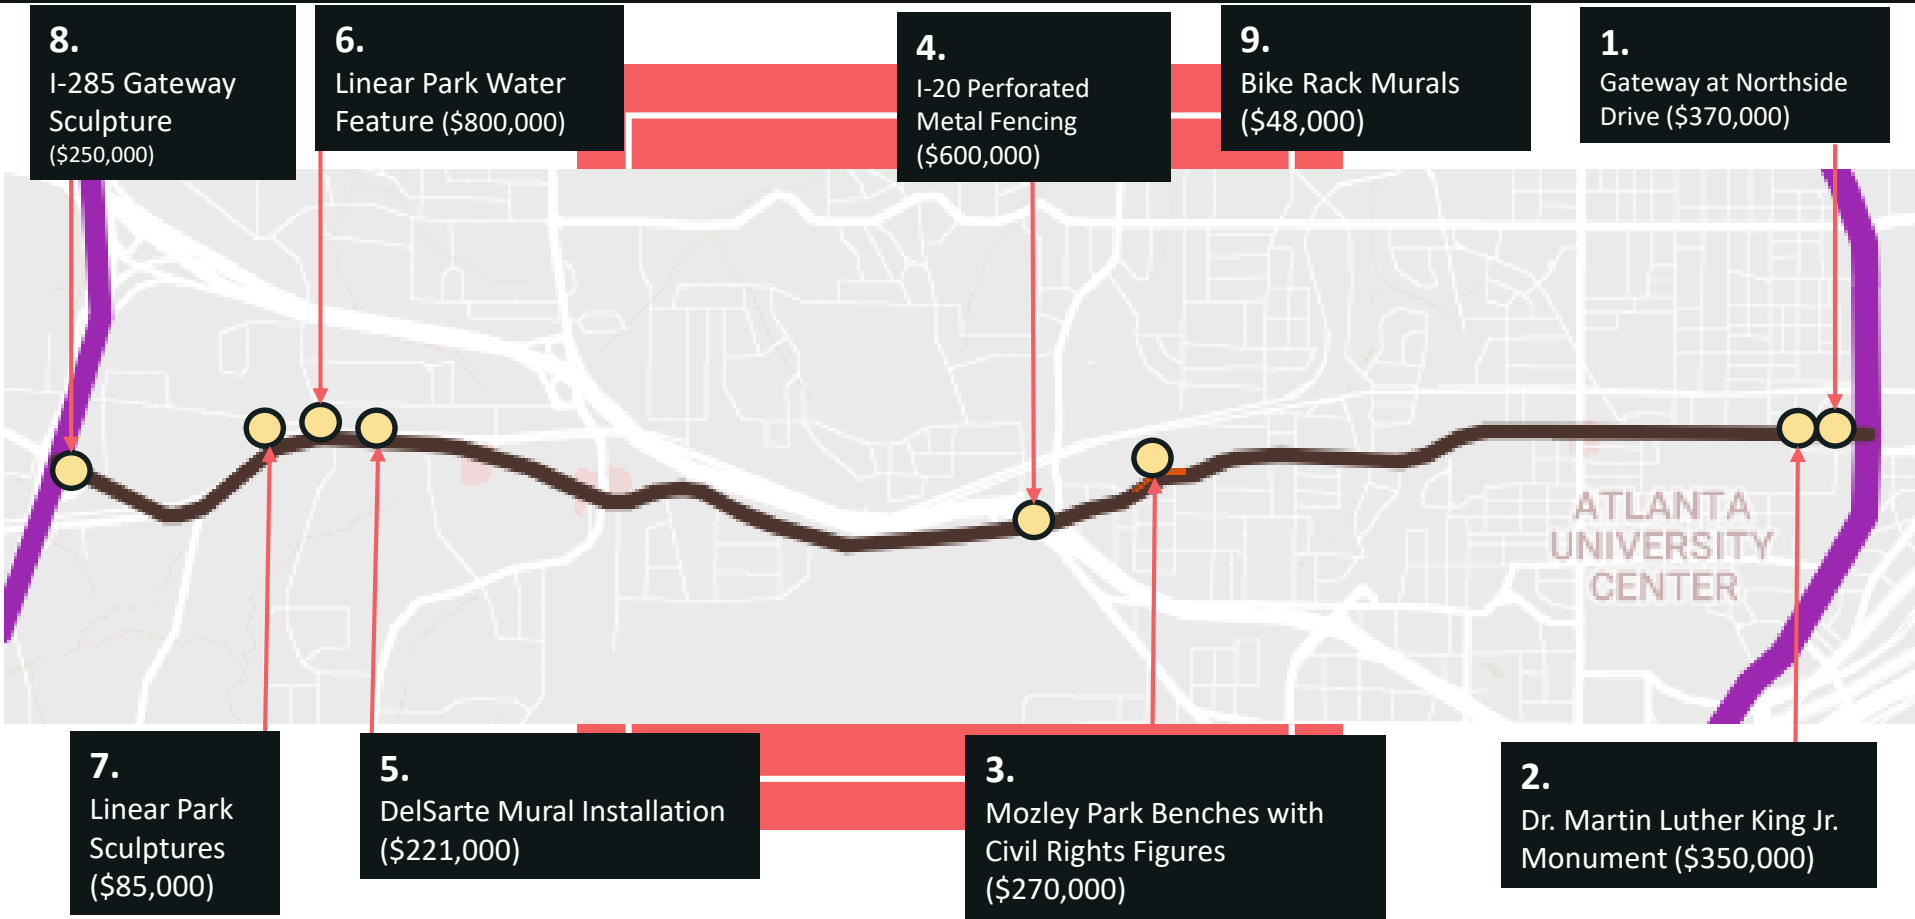 8.
I-285 Gateway
Sculpture
($250,000)
6.
Linear Park Water
Feature ($800,000)
4.
I-20 Perforated
Metal Fencing
($600,000)
9.
Bike Rack Murals
($48,000)
1.
Gateway at Northside
Drive ($370,000)
ATLANTA
UNIVERSITY
CENTER
7.
Linear Park
Sculptures
($85,000)
5.
DelSarte Mural Installation
($221,000)
3.
Mozley Park Benches with
Civil Rights Figures
($270,000)
2.
Dr. Martin Luther King Jr.
Monument ($350,000)